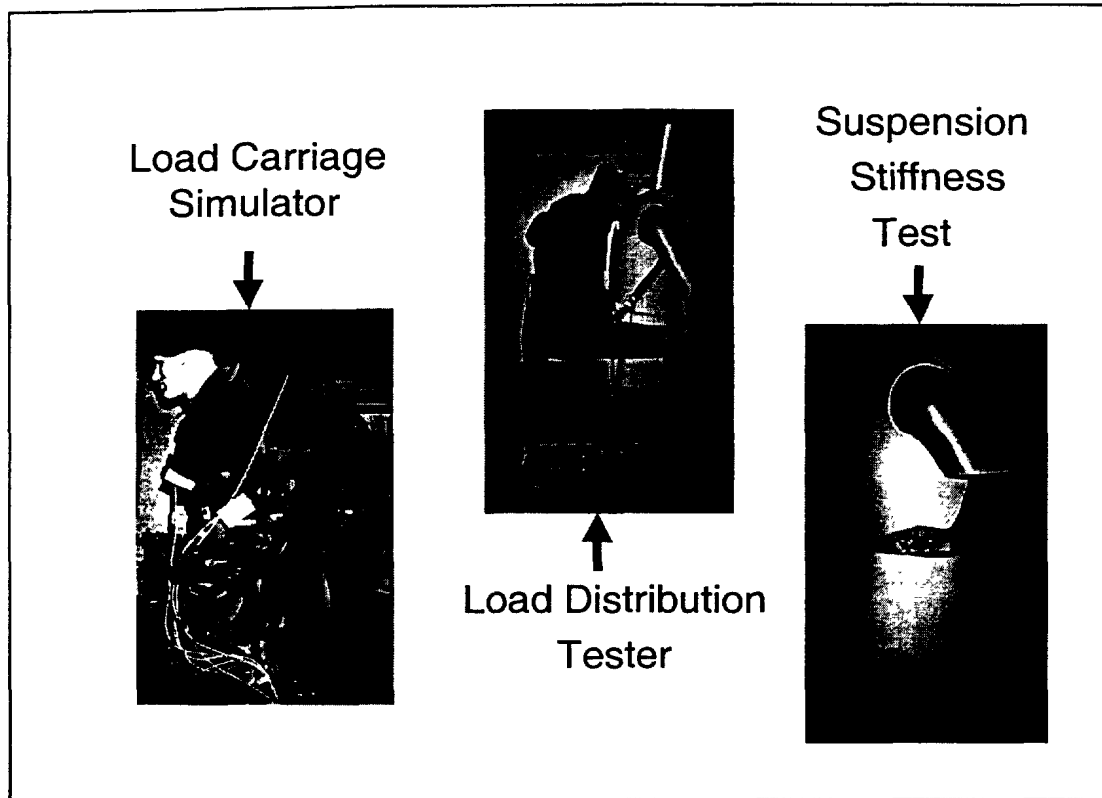 Load Carriage
Simulator
Load Distribution
Tester
Suspension
Stiffness
Test